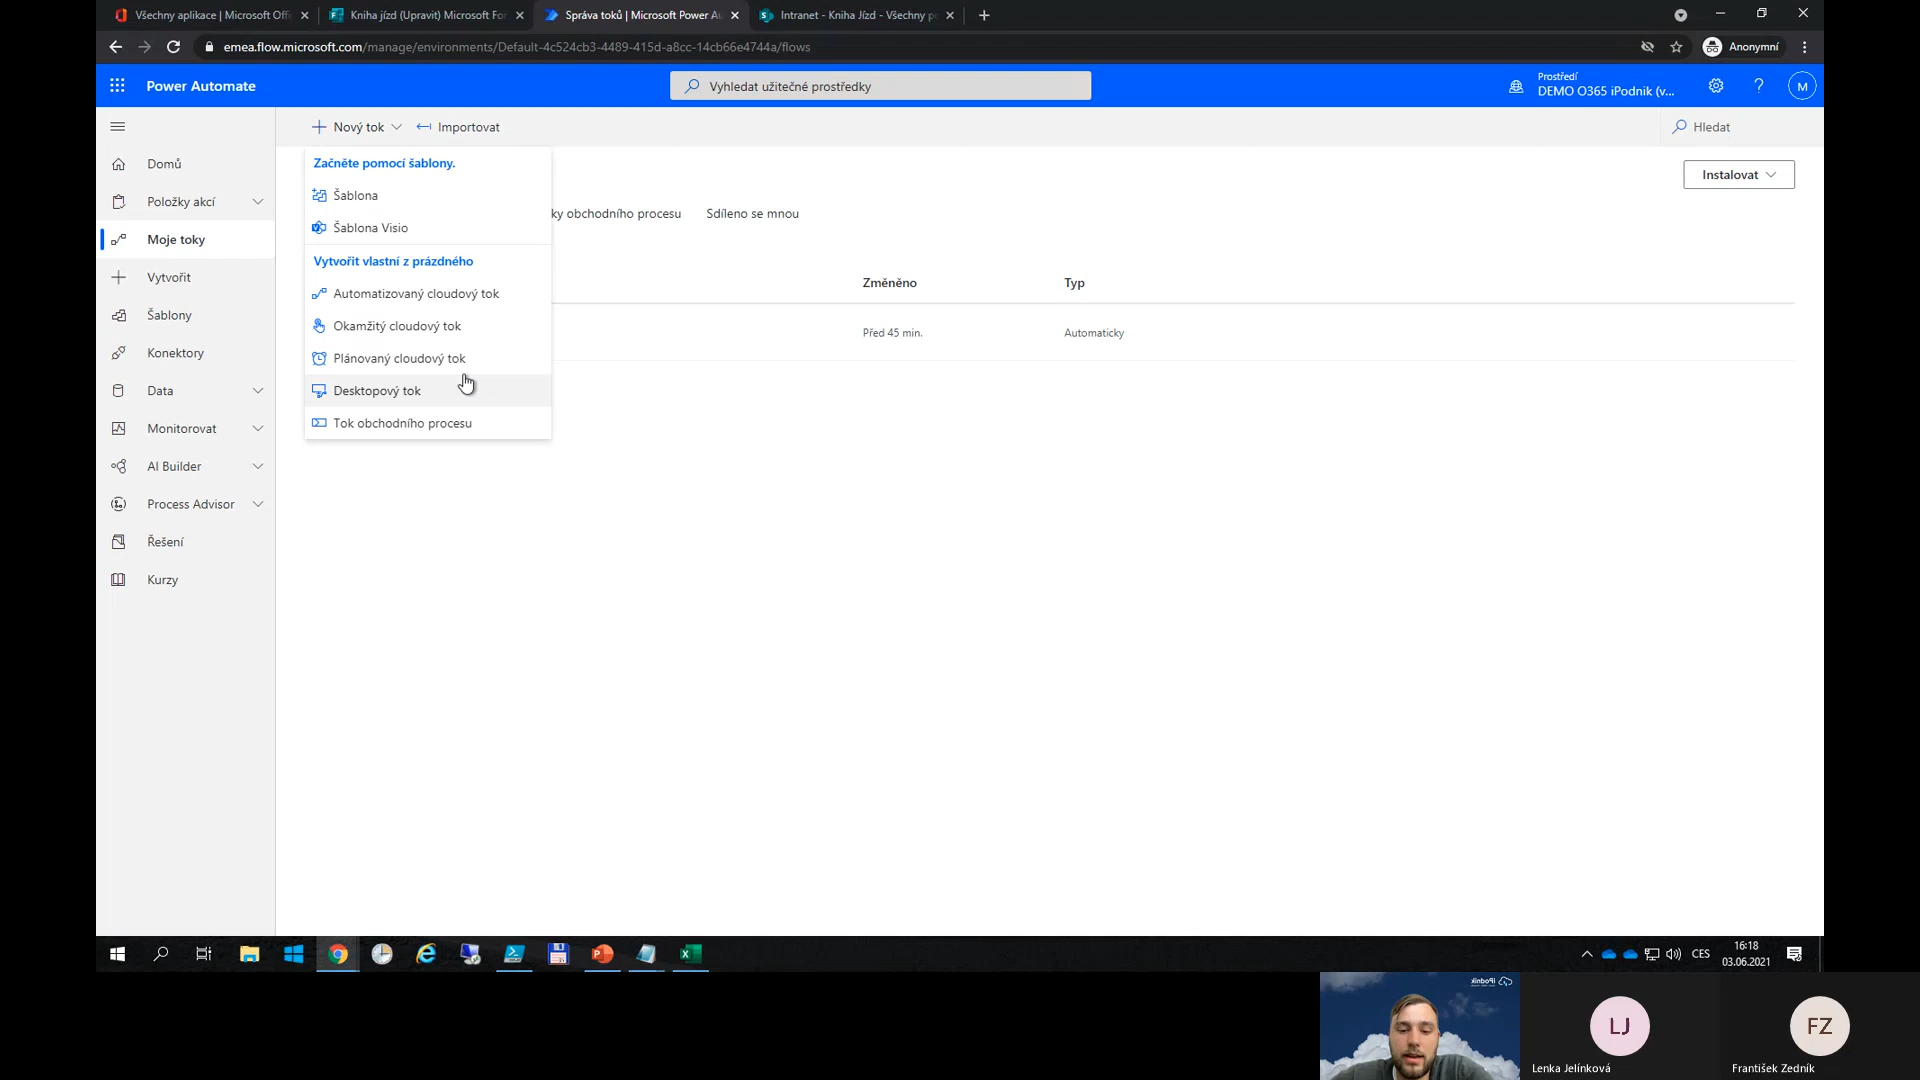 Všechny aplikace | Microsoft Offi
Kniha jízd (Upravit) Microsoft For
Správa toků | Microsoft Power Au
Intranet - Kniha Jízd - Všechny po
emea.flow.microsoft.com/manage/environments/Default-4c524cb3-4489-415d-a8cc-14cb66e4744a/flows
Anonymní
Power Automate
Vyhledat užitečné prostředky
Prostředí
DEMO O365 iPodnik (v...
?
M
Nový tok
Importovat
Hledat
Domů
Položky akcí
Moje toky
Vytvořit
Šablony
Konektory
Data
Monitorovat
AI Builder
Process Advisor
Řešení
Kurzy
Začněte pomocí šablony.
Šablona
Šablona Visio
Vytvořit vlastní z prázdného
Automatizovaný cloudový tok
Okamžitý cloudový tok
Plánovaný cloudový tok
Desktopový tok
Tok obchodního procesu
Instalovat
ky obchodního procesu
Sdíleno se mnou
Změněno
Typ
Před 45 min.
Automaticky
CES
16:18
03.06.2021
iPodnik
LJ
Lenka Jelínková
FZ
František Zedník